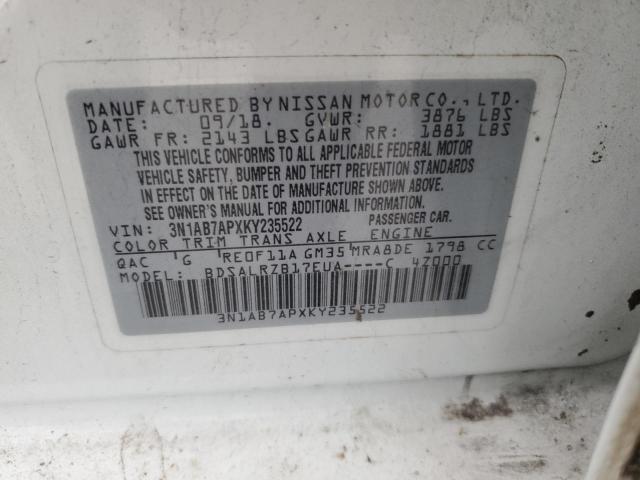 MANUFACTURED BY NISSAN MOTOR CO., LTD.
DATE: 09/18. GVWR: 3876 LBS
GAWR FR: 2143 LBS GAWR RR: 1881 LBS
THIS VEHICLE CONFORMS TO ALL APPLICABLE FEDERAL MOTOR
VEHICLE SAFETY, BUMPER AND THEFT PREVENTION STANDARDS
IN EFFECT ON THE DATE OF MANUFACTURE SHOWN ABOVE.
SEE OWNER'S MANUAL FOR ADDITIONAL INFORMATION.
VIN: 3N1AB7APXKY235522 PASSENGER CAR.
COLOR TRIM TRANS AXLE ENGINE
QAC G RE0F11A GM35 MRA8DE 1798 CC
MODEL: BDSALRZB17EUA----C 4Z000
3N1AB7APXKY235522